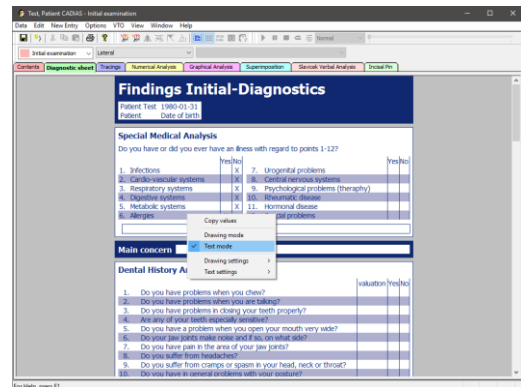 Test, Patient CADIAS - Initial examination
Data Edit New Entry Options VTO View Window Help
Normal
Initial examination Lateral
Contents Diagnostic sheet Tracings Numerical Analysis Graphical Analysis Superimposition Slavicek Verbal Analysis Incisal Pin
Findings Initial-Diagnostics
Patient Test 1980-01-31
Patient Date of birth
Special Medical Analysis
Do you have or did you ever have an illness with regard to points 1-12?
Yes No Yes No
1. Infections X 7. Urogenital problems
2. Cardio-vascular systems X 8. Central nervous systems
3. Respiratory systems X 9. Psychological problems (theraphy)
4. Digestive systems X 10. Rheumatic disease
5. Metabolic systems X 11. Hormonal disease
6. Allergies problems
Copy values
Drawing mode
Text mode
Drawing settings
Text settings
Main concern
Dental History
valuation Yes No
1. Do you have problems when you chew?
2. Do you have problems when you are talking?
3. Do you have problems in closing your teeth properly?
4. Are any of your teeth especially sensitive?
5. Do you have a problem when you open your mouth very wide?
6. Do your jaw joints make noise and if so, on what side?
7. Do you have pain in the area of your jaw joints?
8. Do you suffer from headaches?
9. Do you suffer from cramps or spasm in your head, neck or throat?
10. Do you have in general problems with your posture?
For Help, press F1